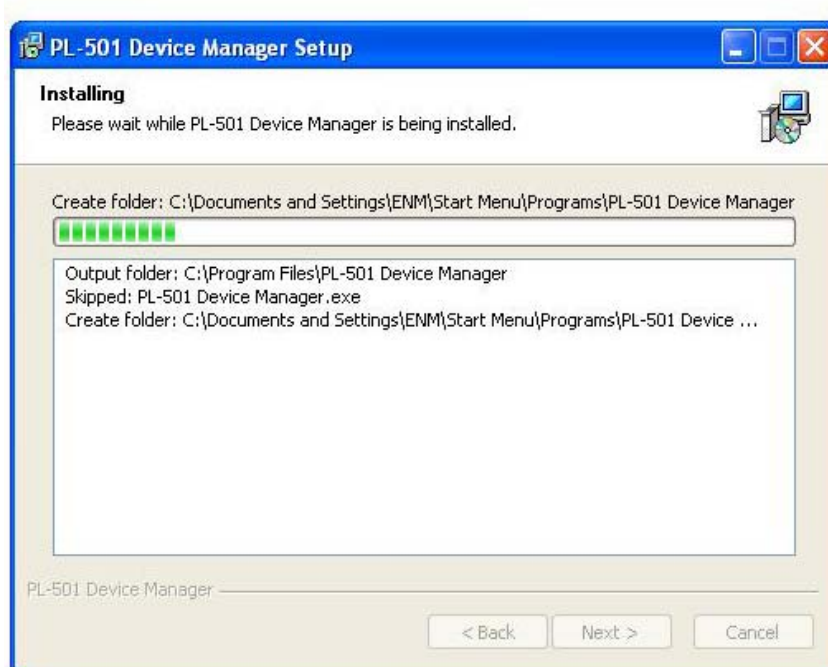 PL-501 Device Manager Setup
Installing
Please wait while PL-501 Device Manager is being installed.
Create folder: C:\Documents and Settings\ENM\Start Menu\Programs\PL-501 Device Manager
Output folder: C:\Program Files\PL-501 Device Manager
Skipped: PL-501 Device Manager.exe
Create folder: C:\Documents and Settings\ENM\Start Menu\Programs\PL-501 Device ...
PL-501 Device Manager
< Back Next > Cancel